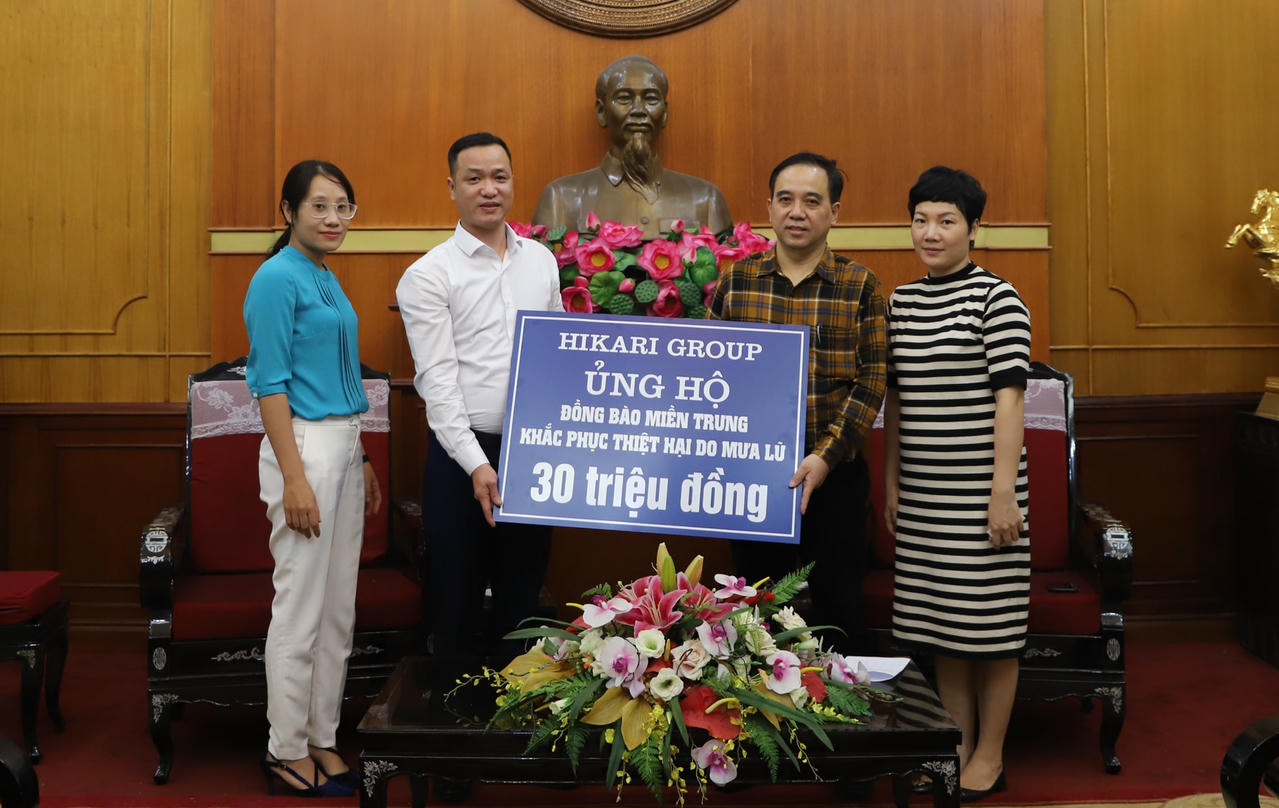 HIKARI GROUP
ỦNG HỘ
ĐỒNG BÀO MIỀN TRUNG
KHẮC PHỤC THIỆT HẠI DO MƯA LŨ
30 triệu đồng